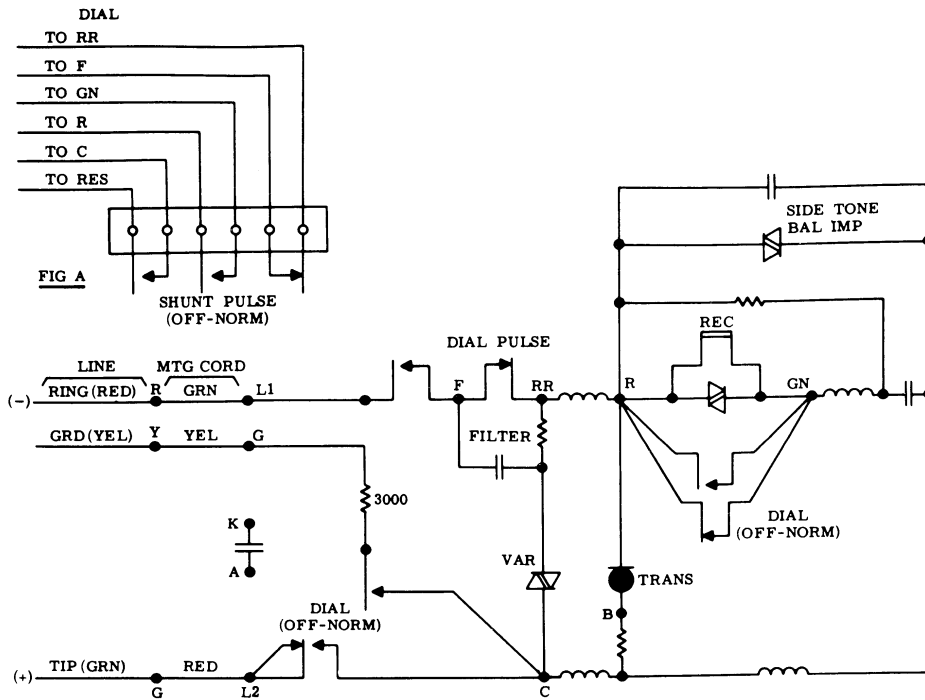 DIAL
TO RR
TO F
TO GN
TO R
TO C
TO RES
FIG A
SHUNT PULSE
(OFF-NORM)
SIDE TONE
BAL IMP
DIAL PULSE
REC
LINE
MTG CORD
(-)
RING (RED)
R
GRN
L1
F
RR
R
GN
GRD (YEL)
Y
YEL
G
FILTER
3000
K
A
DIAL
(OFF-NORM)
VAR
TRANS
B
DIAL
(OFF-NORM)
(+)
TIP (GRN)
G
RED
L2
C